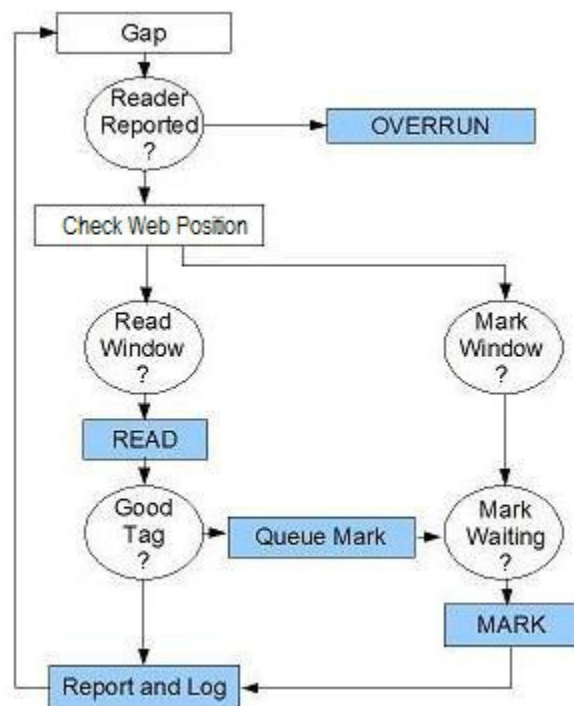 Gap
Reader
Reported
?
OVERRUN
Check Web Position
Read
Window
?
Mark
Window
?
READ
Good
Tag
?
Queue Mark
Mark
Waiting
?
MARK
Report and Log